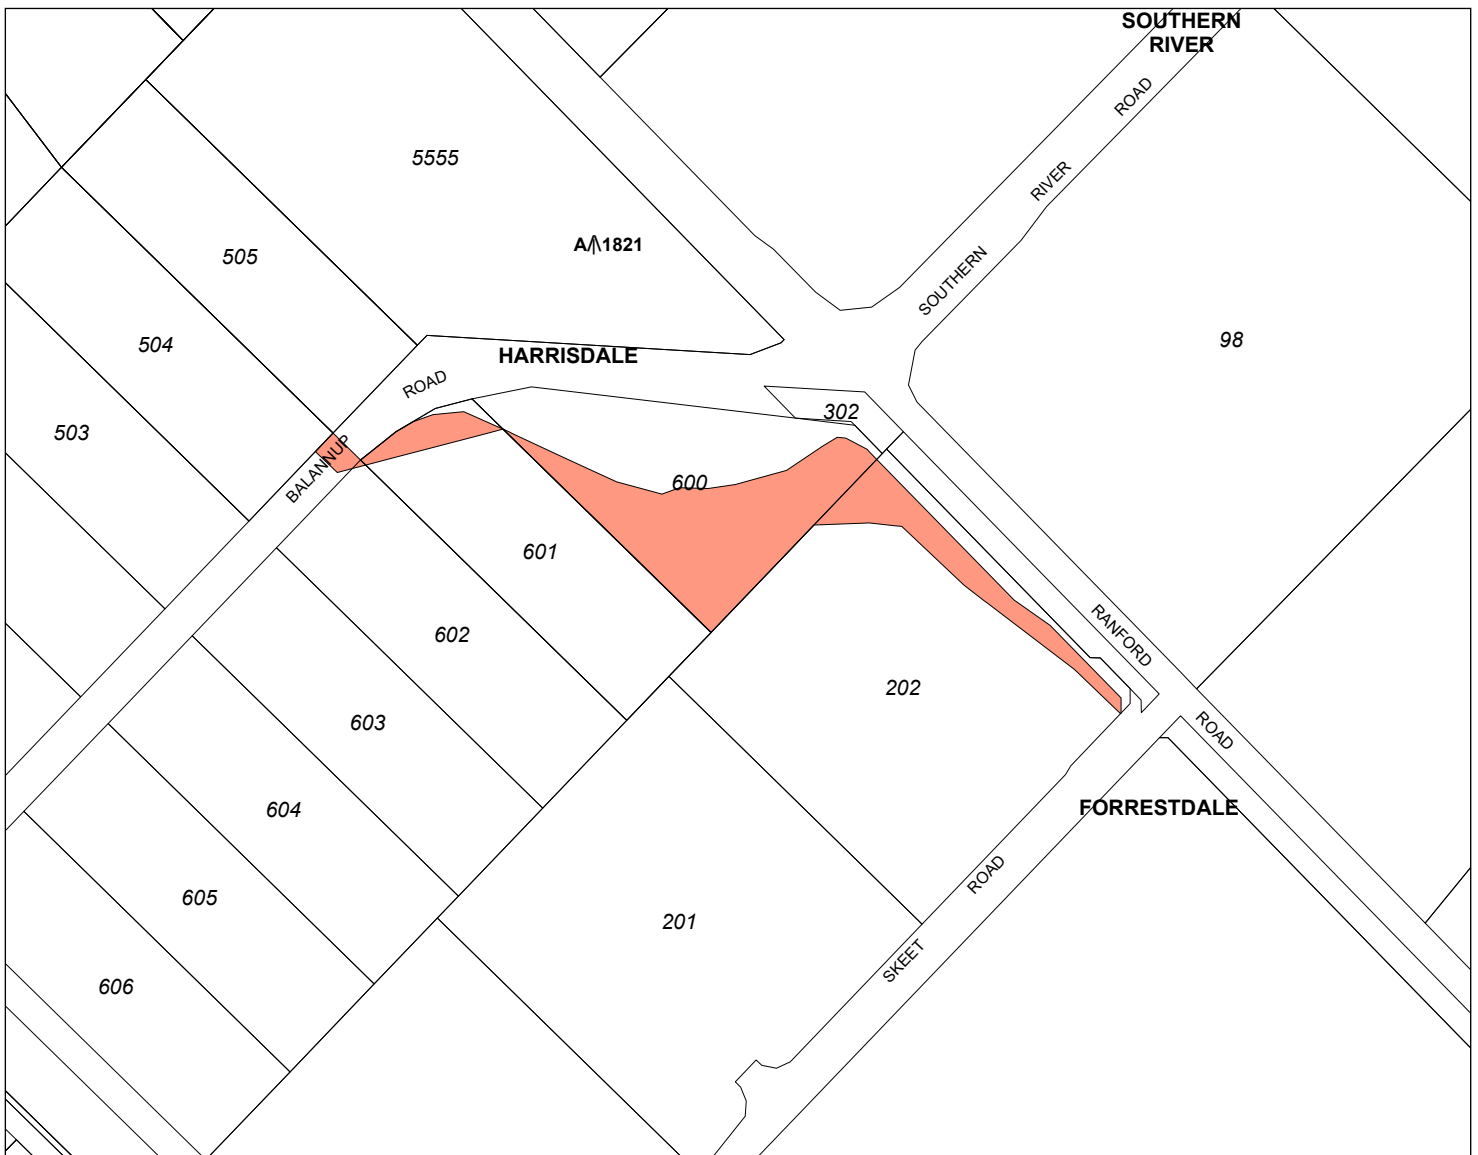 SOUTHERN
RIVER
ROAD
5555
RIVER
A/\1821
505
SOUTHERN
98
504
HARRISDALE
ROAD
302
503
BALANNUP
600
601
RANFORD
602
202
603
ROAD
604
FORRESTDALE
605
ROAD
201
SKEET
606